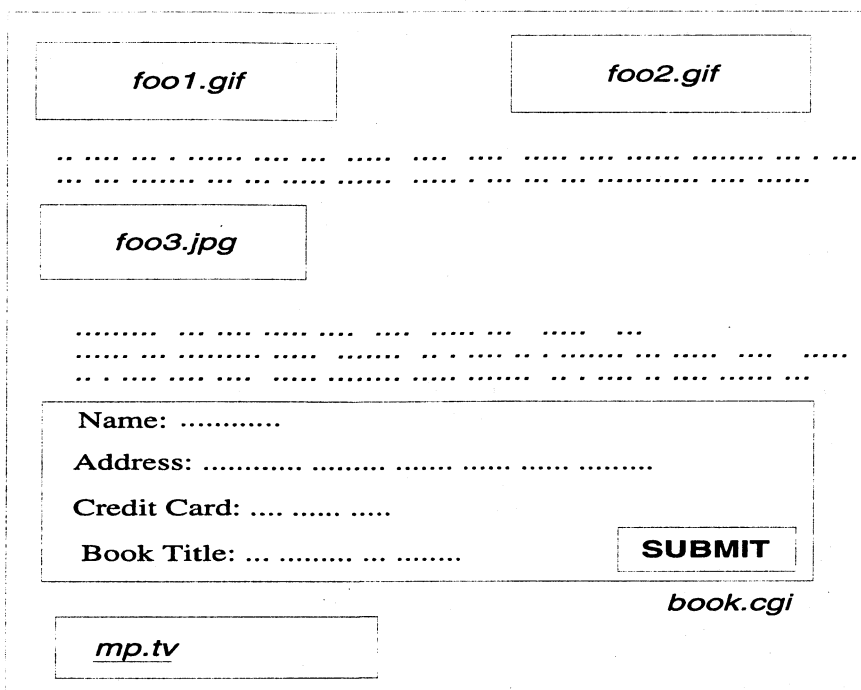 foo1.gif foo2.gif
.. .... ... . ...... .... ... ..... .... .... ..... .... ...... ........ ... . ...
... ... ....... ... ... ..... ...... ..... . ... ... ... ........... .... ......
foo3.jpg
......... ... .... ..... .... .... ..... ... ..... ...
...... ... ......... ..... ....... .. . .... .. . ....... ... ..... .... .....
.. . .... .... .... ..... ........ ..... ....... .. . .... .. .... ...... ...
Name: ............
Address: ............ ......... ....... ...... ...... .........
Credit Card: .... ...... .....
Book Title: ... ......... ... ........ SUBMIT
book.cgi
mp.tv